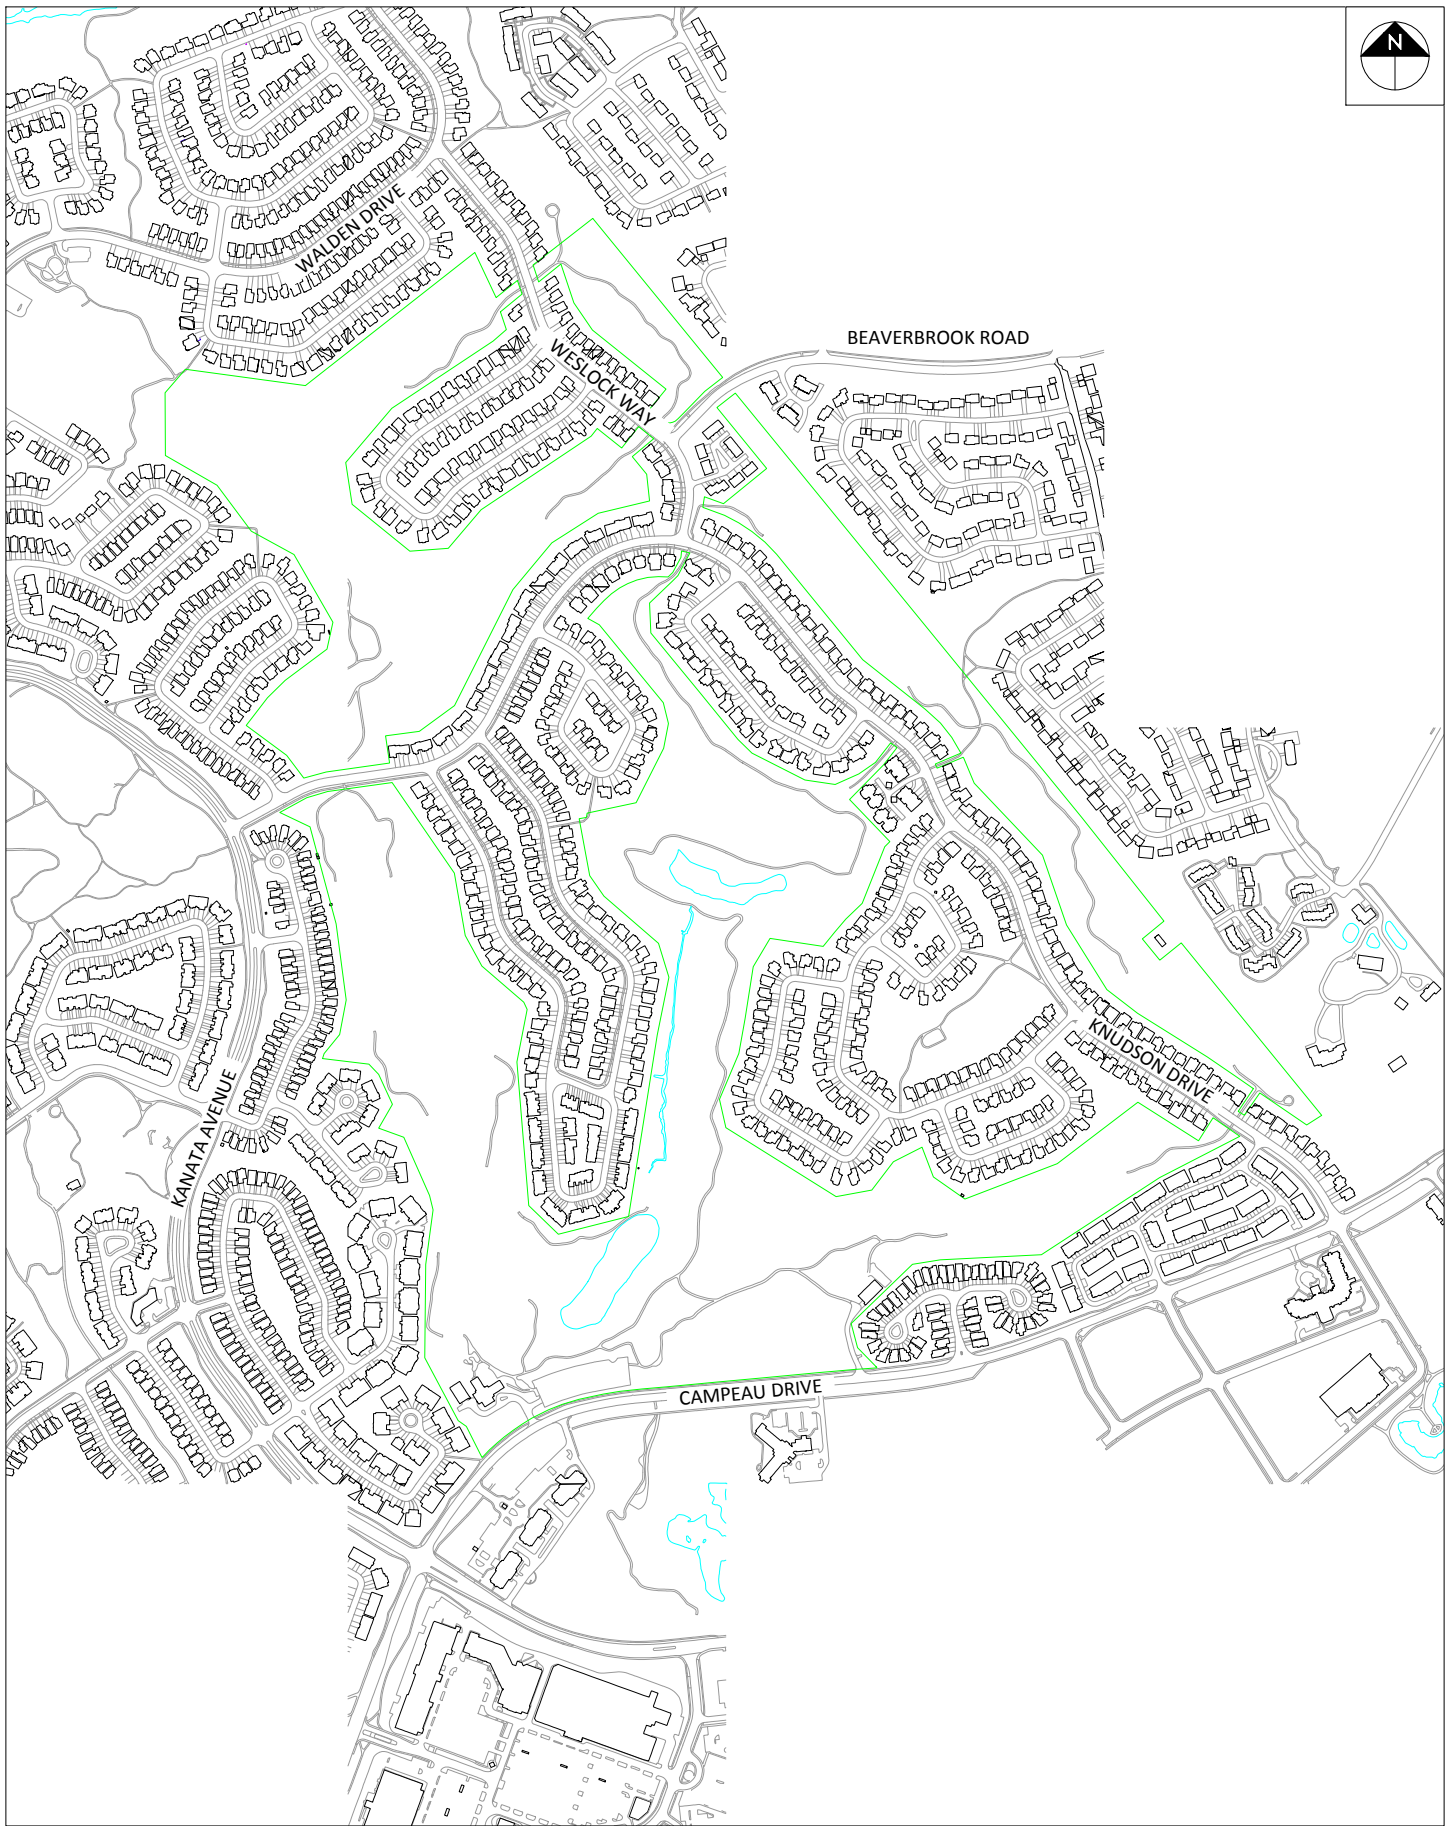 N
WALDEN DRIVE
BEAVERBROOK ROAD
WESLOCK WAY
KNUDSON DRIVE
KANATA AVENUE
CAMPEAU DRIVE